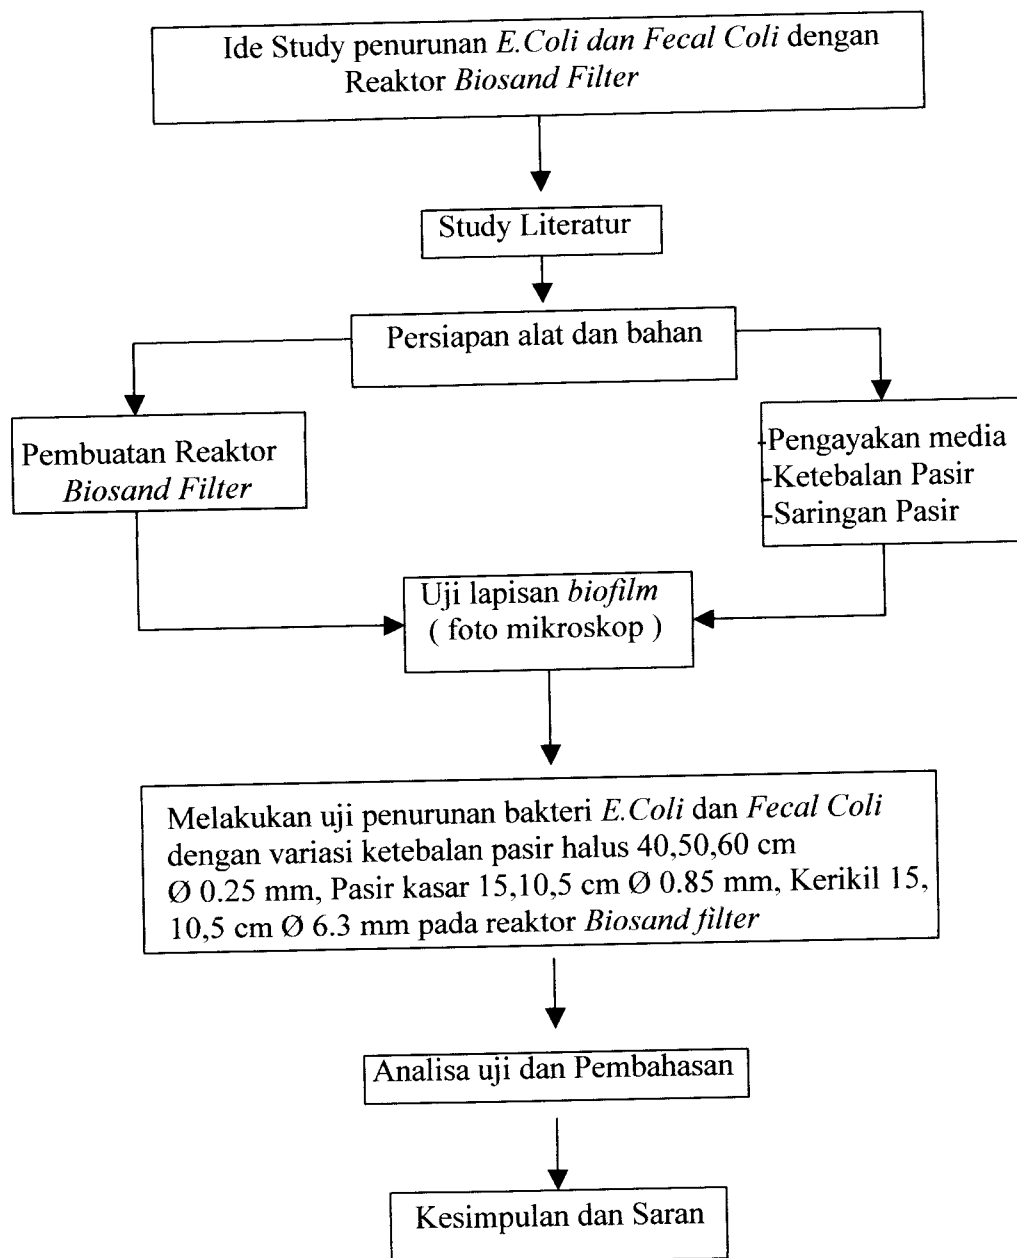 Ide Study penurunan E.Coli dan Fecal Coli dengan
Reaktor Biosand Filter
Study Literatur
Persiapan alat dan bahan
Pembuatan Reaktor
Biosand Filter
-Pengayakan media
-Ketebalan Pasir
-Saringan Pasir
Uji lapisan biofilm
( foto mikroskop )
Melakukan uji penurunan bakteri E.Coli dan Fecal Coli
dengan variasi ketebalan pasir halus 40,50,60 cm
Ø 0.25 mm, Pasir kasar 15,10,5 cm Ø 0.85 mm, Kerikil 15,
10,5 cm Ø 6.3 mm pada reaktor Biosand filter
Analisa uji dan Pembahasan
Kesimpulan dan Saran